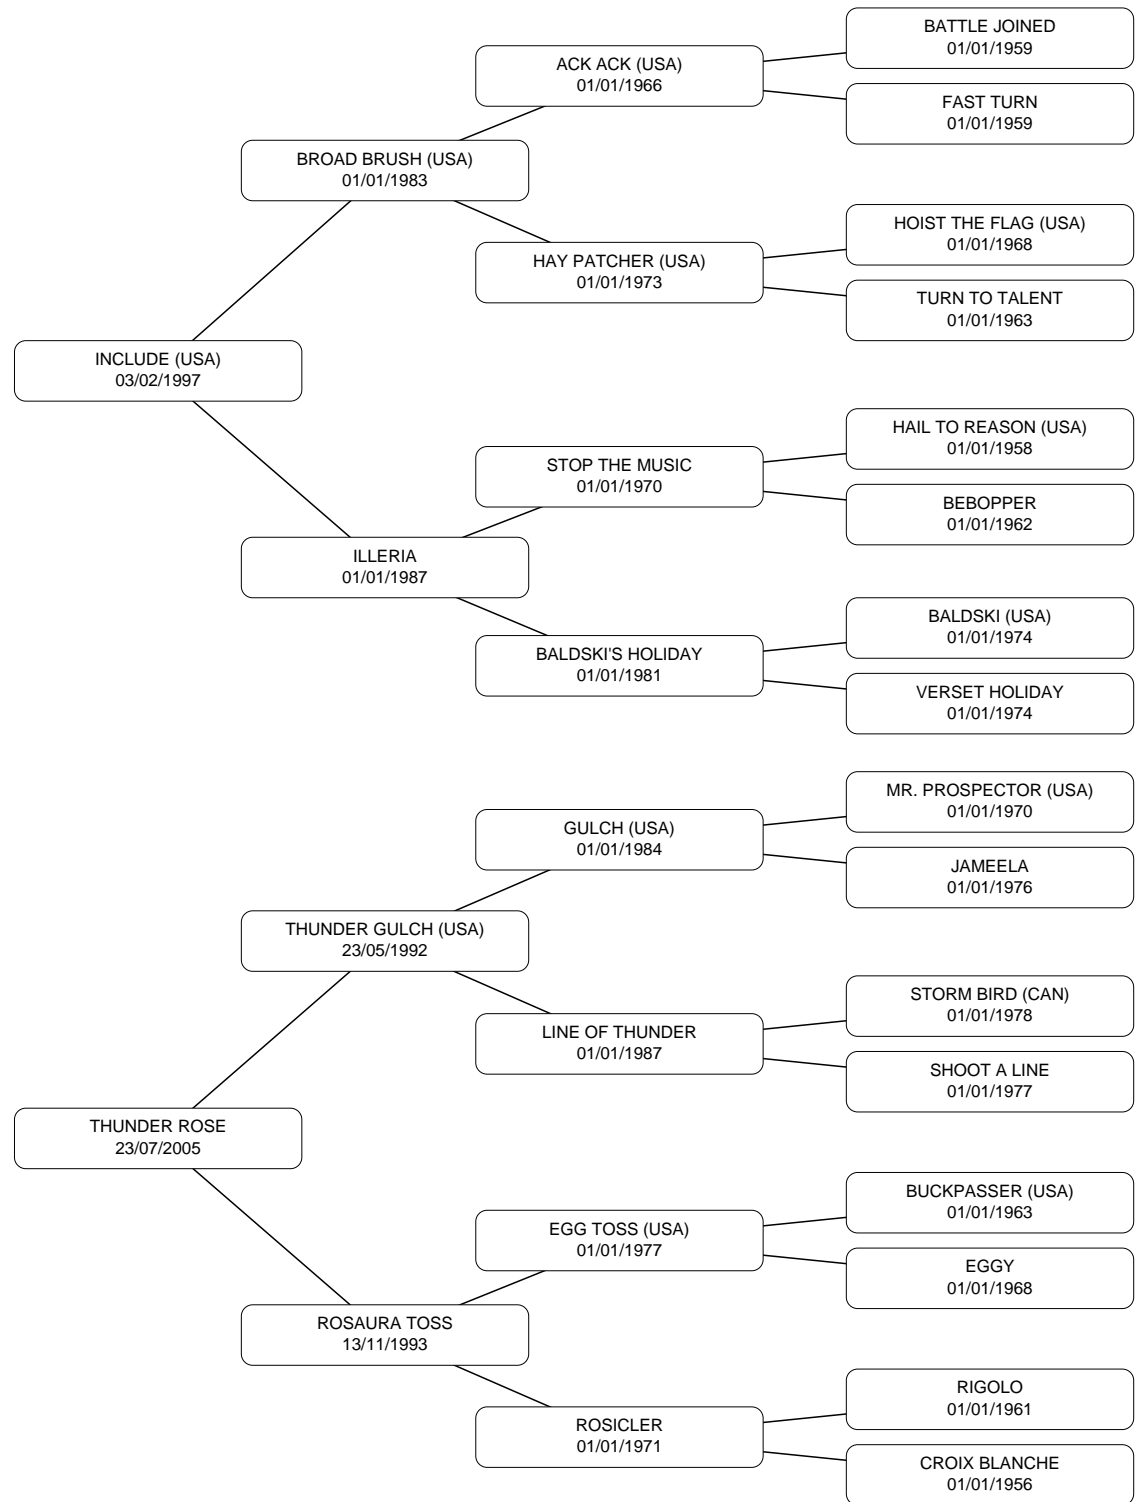 BATTLE JOINED
01/01/1959
ACK ACK (USA)
01/01/1966
FAST TURN
01/01/1959
BROAD BRUSH (USA)
01/01/1983
HOIST THE FLAG (USA)
01/01/1968
HAY PATCHER (USA)
01/01/1973
TURN TO TALENT
01/01/1963
INCLUDE (USA)
03/02/1997
HAIL TO REASON (USA)
01/01/1958
STOP THE MUSIC
01/01/1970
BEBOPPER
01/01/1962
ILLERIA
01/01/1987
BALDSKI (USA)
01/01/1974
BALDSKI'S HOLIDAY
01/01/1981
VERSET HOLIDAY
01/01/1974
MR. PROSPECTOR (USA)
01/01/1970
GULCH (USA)
01/01/1984
JAMEELA
01/01/1976
THUNDER GULCH (USA)
23/05/1992
STORM BIRD (CAN)
01/01/1978
LINE OF THUNDER
01/01/1987
SHOOT A LINE
01/01/1977
THUNDER ROSE
23/07/2005
BUCKPASSER (USA)
01/01/1963
EGG TOSS (USA)
01/01/1977
EGGY
01/01/1968
ROSAURA TOSS
13/11/1993
RIGOLO
01/01/1961
ROSICLER
01/01/1971
CROIX BLANCHE
01/01/1956